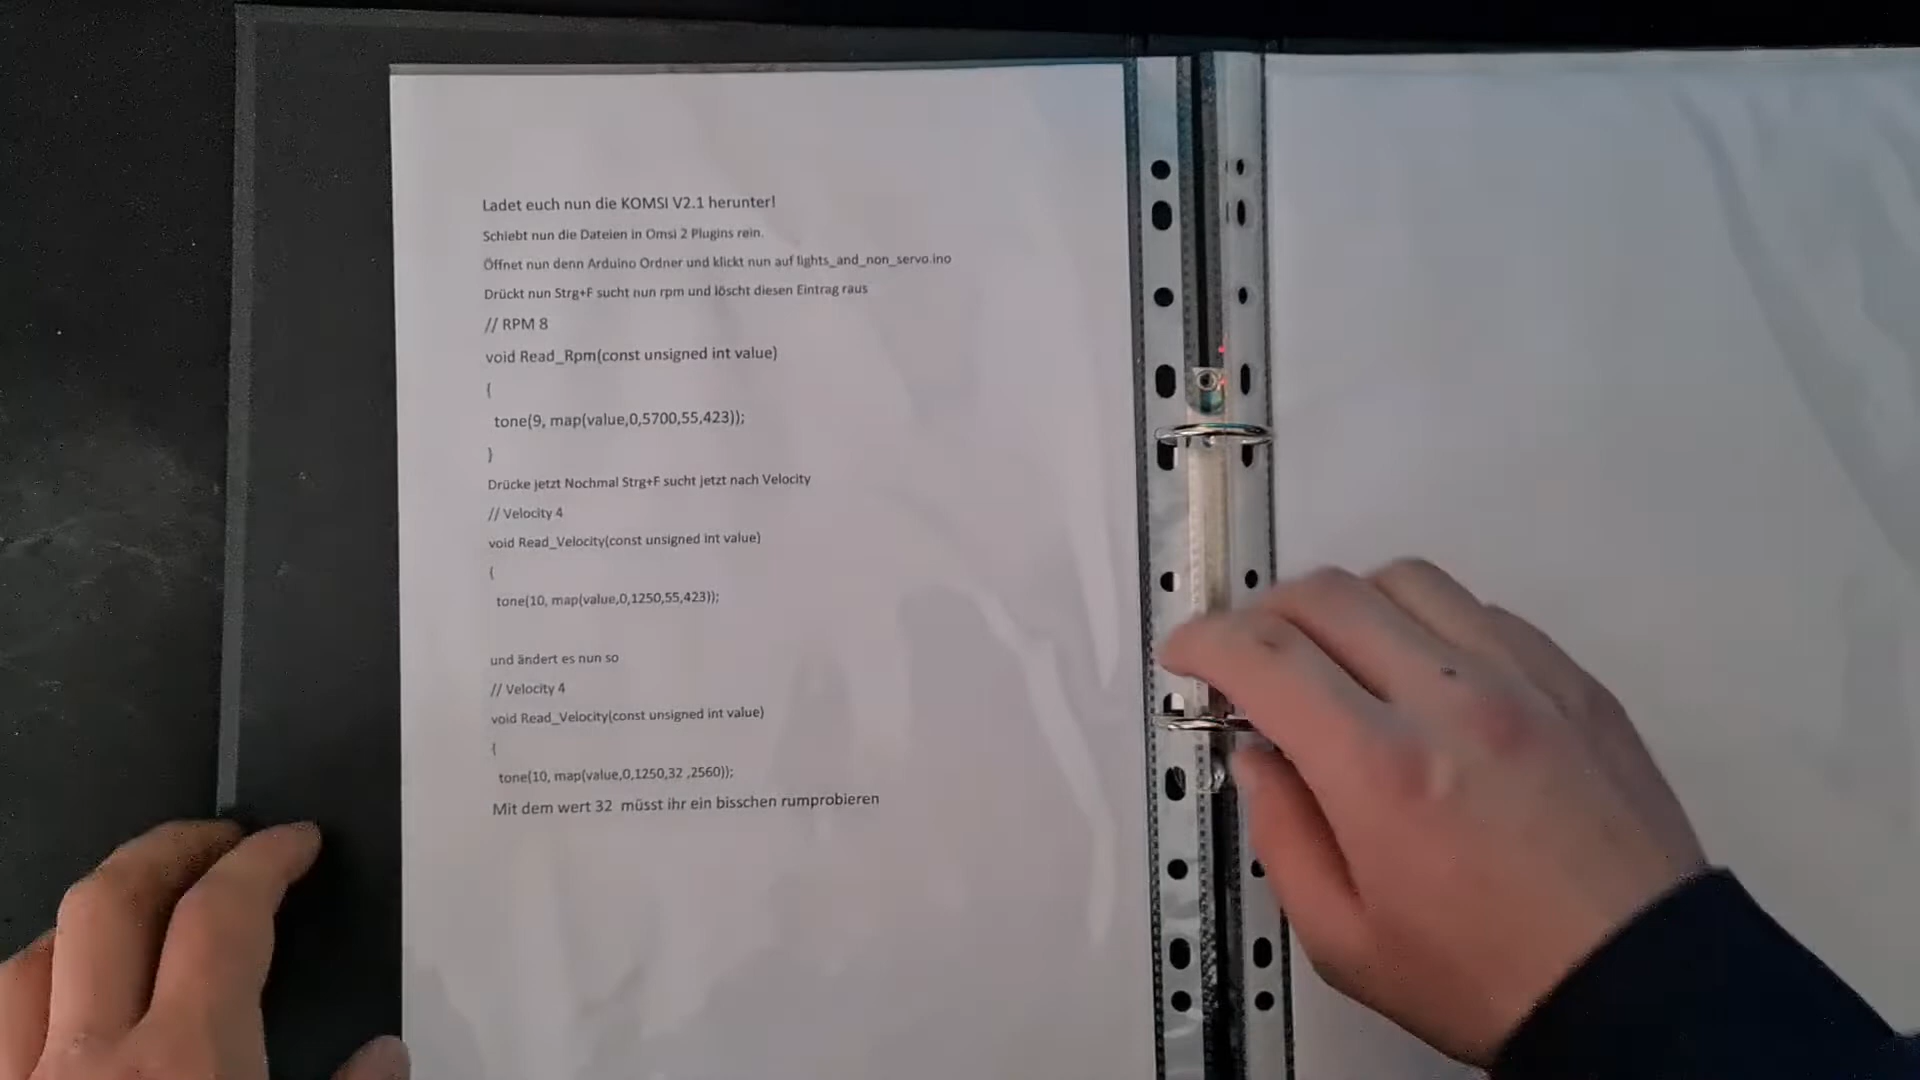 Ladet euch nun die KOMSI V2.1 herunter!
Schiebt nun die Dateien in Omsi 2 Plugins rein.
Öffnet nun denn Arduino Ordner und klickt nun auf lights_and_non_servo.ino
Drückt nun Strg+F sucht nun rpm und löscht diesen Eintrag raus
// RPM 8
void Read_Rpm(const unsigned int value)
{
tone(9, map(value,0,5700,55,423));
}
Drücke jetzt Nochmal Strg+F sucht jetzt nach Velocity
// Velocity 4
void Read_Velocity(const unsigned int value)
{
tone(10, map(value,0,1250,55,423));
und ändert es nun so
// Velocity 4
void Read_Velocity(const unsigned int value)
{
tone(10, map(value,0,1250,32 ,2560));
Mit dem wert 32 müsst ihr ein bisschen rumprobieren